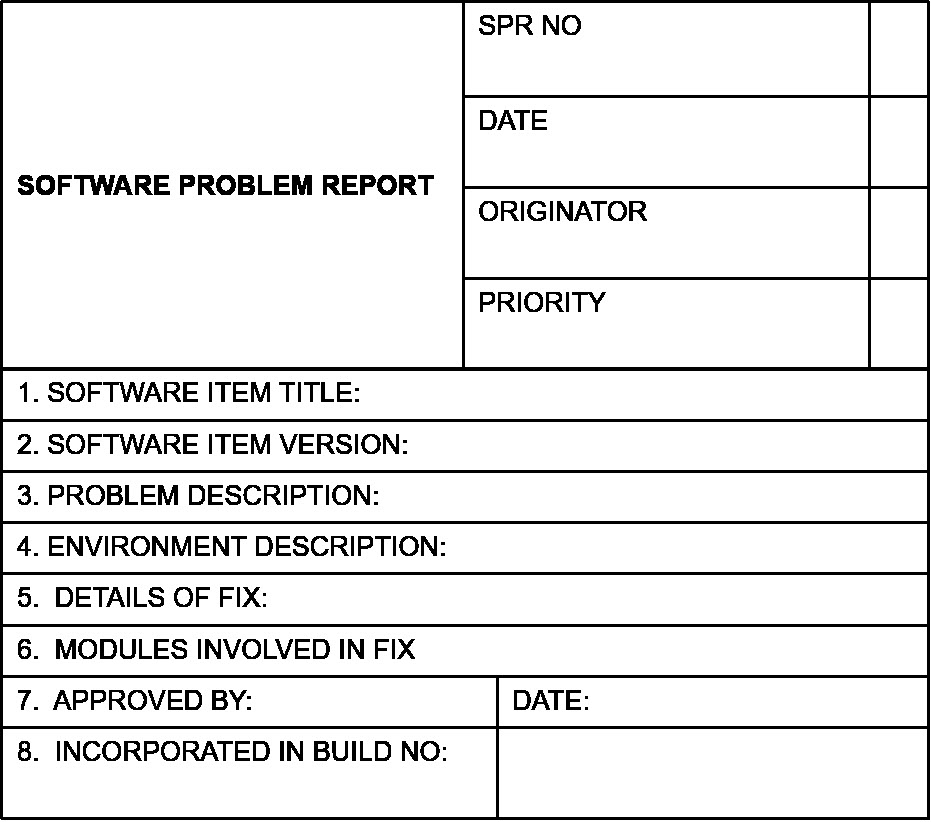 SOFTWARE PROBLEM REPORT
SPR NO
DATE
ORIGINATOR
PRIORITY
1. SOFTWARE ITEM TITLE:
2. SOFTWARE ITEM VERSION:
3. PROBLEM DESCRIPTION:
4. ENVIRONMENT DESCRIPTION:
5. DETAILS OF FIX:
6. MODULES INVOLVED IN FIX
7. APPROVED BY:
DATE:
8. INCORPORATED IN BUILD NO: